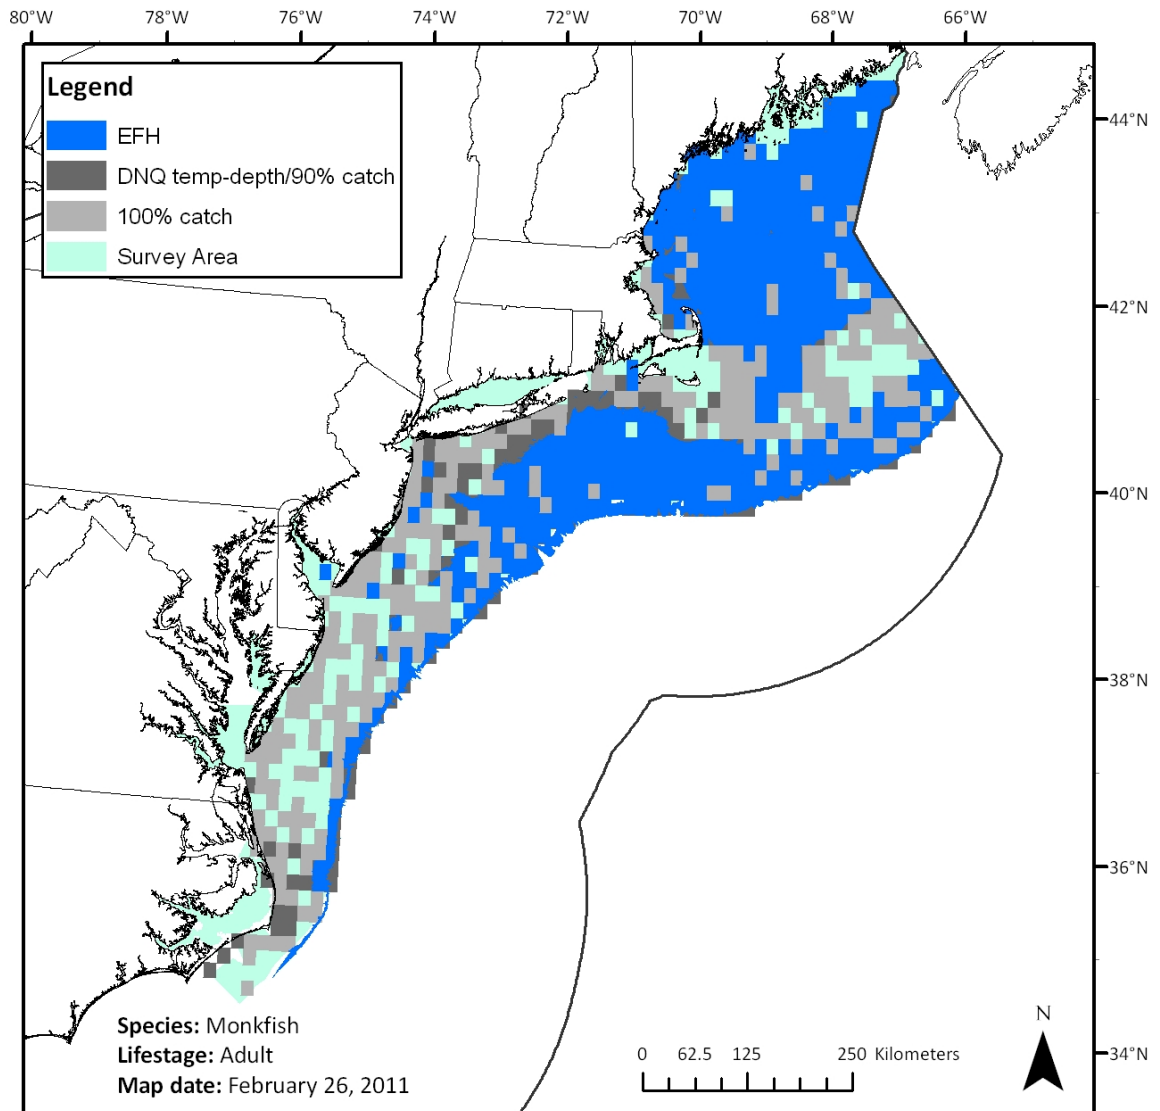 80°W 78°W 76°W 74°W 72°W 70°W 68°W 66°W
Legend
EFH
DNQ temp-depth/90% catch
100% catch
Survey Area
44°N
42°N
40°N
38°N
36°N
34°N
Species: Monkfish
Lifestage: Adult
Map date: February 26, 2011
0 62.5 125 250 Kilometers
N